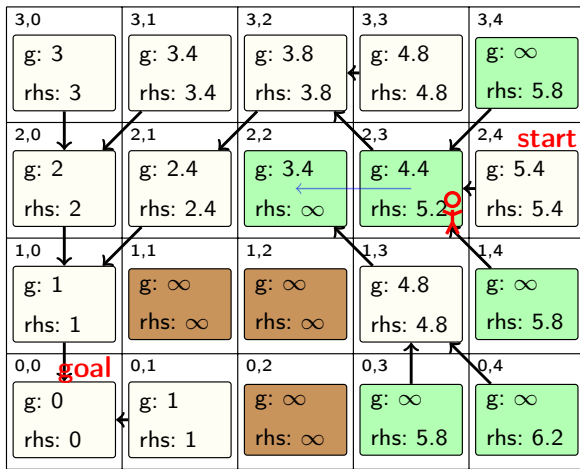 3,0 3,1 3,2 3,3 3,4
g: 3 g: 3.4 g: 3.8 g: 4.8 g: ∞
rhs: 3 rhs: 3.4 rhs: 3.8 rhs: 4.8 rhs: 5.8
2,0 2,1 2,2 2,3 2,4 start
g: 2 g: 2.4 g: 3.4 g: 4.4 g: 5.4
rhs: 2 rhs: 2.4 rhs: ∞ rhs: 5.2 rhs: 5.4
1,0 1,1 1,2 1,3 1,4
g: 1 g: ∞ g: ∞ g: 4.8 g: ∞
rhs: 1 rhs: ∞ rhs: ∞ rhs: 4.8 rhs: 5.8
0,0 goal 0,1 0,2 0,3 0,4
g: 0 g: 1 g: ∞ g: ∞ g: ∞
rhs: 0 rhs: 1 rhs: ∞ rhs: 5.8 rhs: 6.2